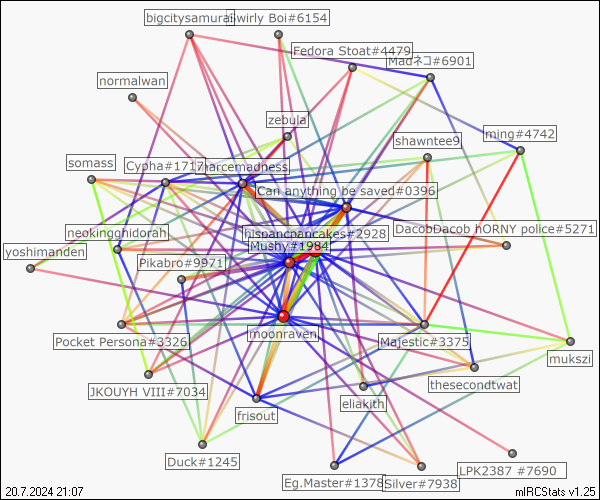 bigcitysamurai
Swirly Boi#6154
Fedora Stoat#4479
Madネコ#6901
normalwan
zebula
shawntee9
ming#4742
somass
Cypha#1717
harcemadness
Can anything be saved#0396
neokingghidorah
hispancpancakes#2928
DacobDacob hORNY police#5271
Mushy#1984
yoshimanden
Pikabro#9971
Pocket Persona#3326
moonraven
Majestic#3375
mukszi
JKOUYH VIII#7034
thesecondtwat
frisout
eliakith
Duck#1245
Eg.Master#1378
Silver#7938
LPK2387 #7690
20.7.2024 21:07
mIRCStats v1.25